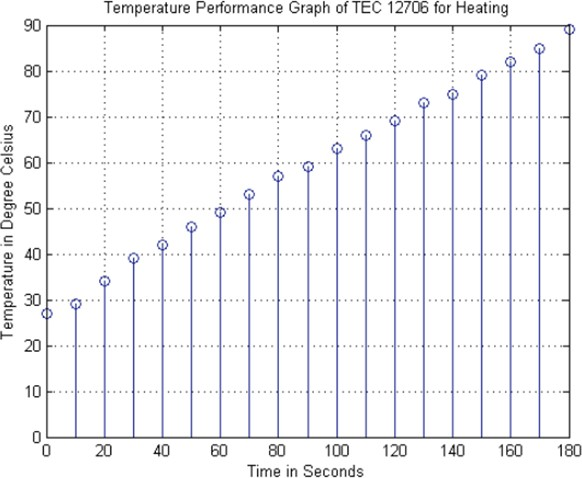 Temperature Performance Graph of TEC 12706 for Heating
90
80
70
60
50
40
30
20
10
0
Temperature in Degree Celsius
0 20 40 60 80 100 120 140 160 180
Time in Seconds